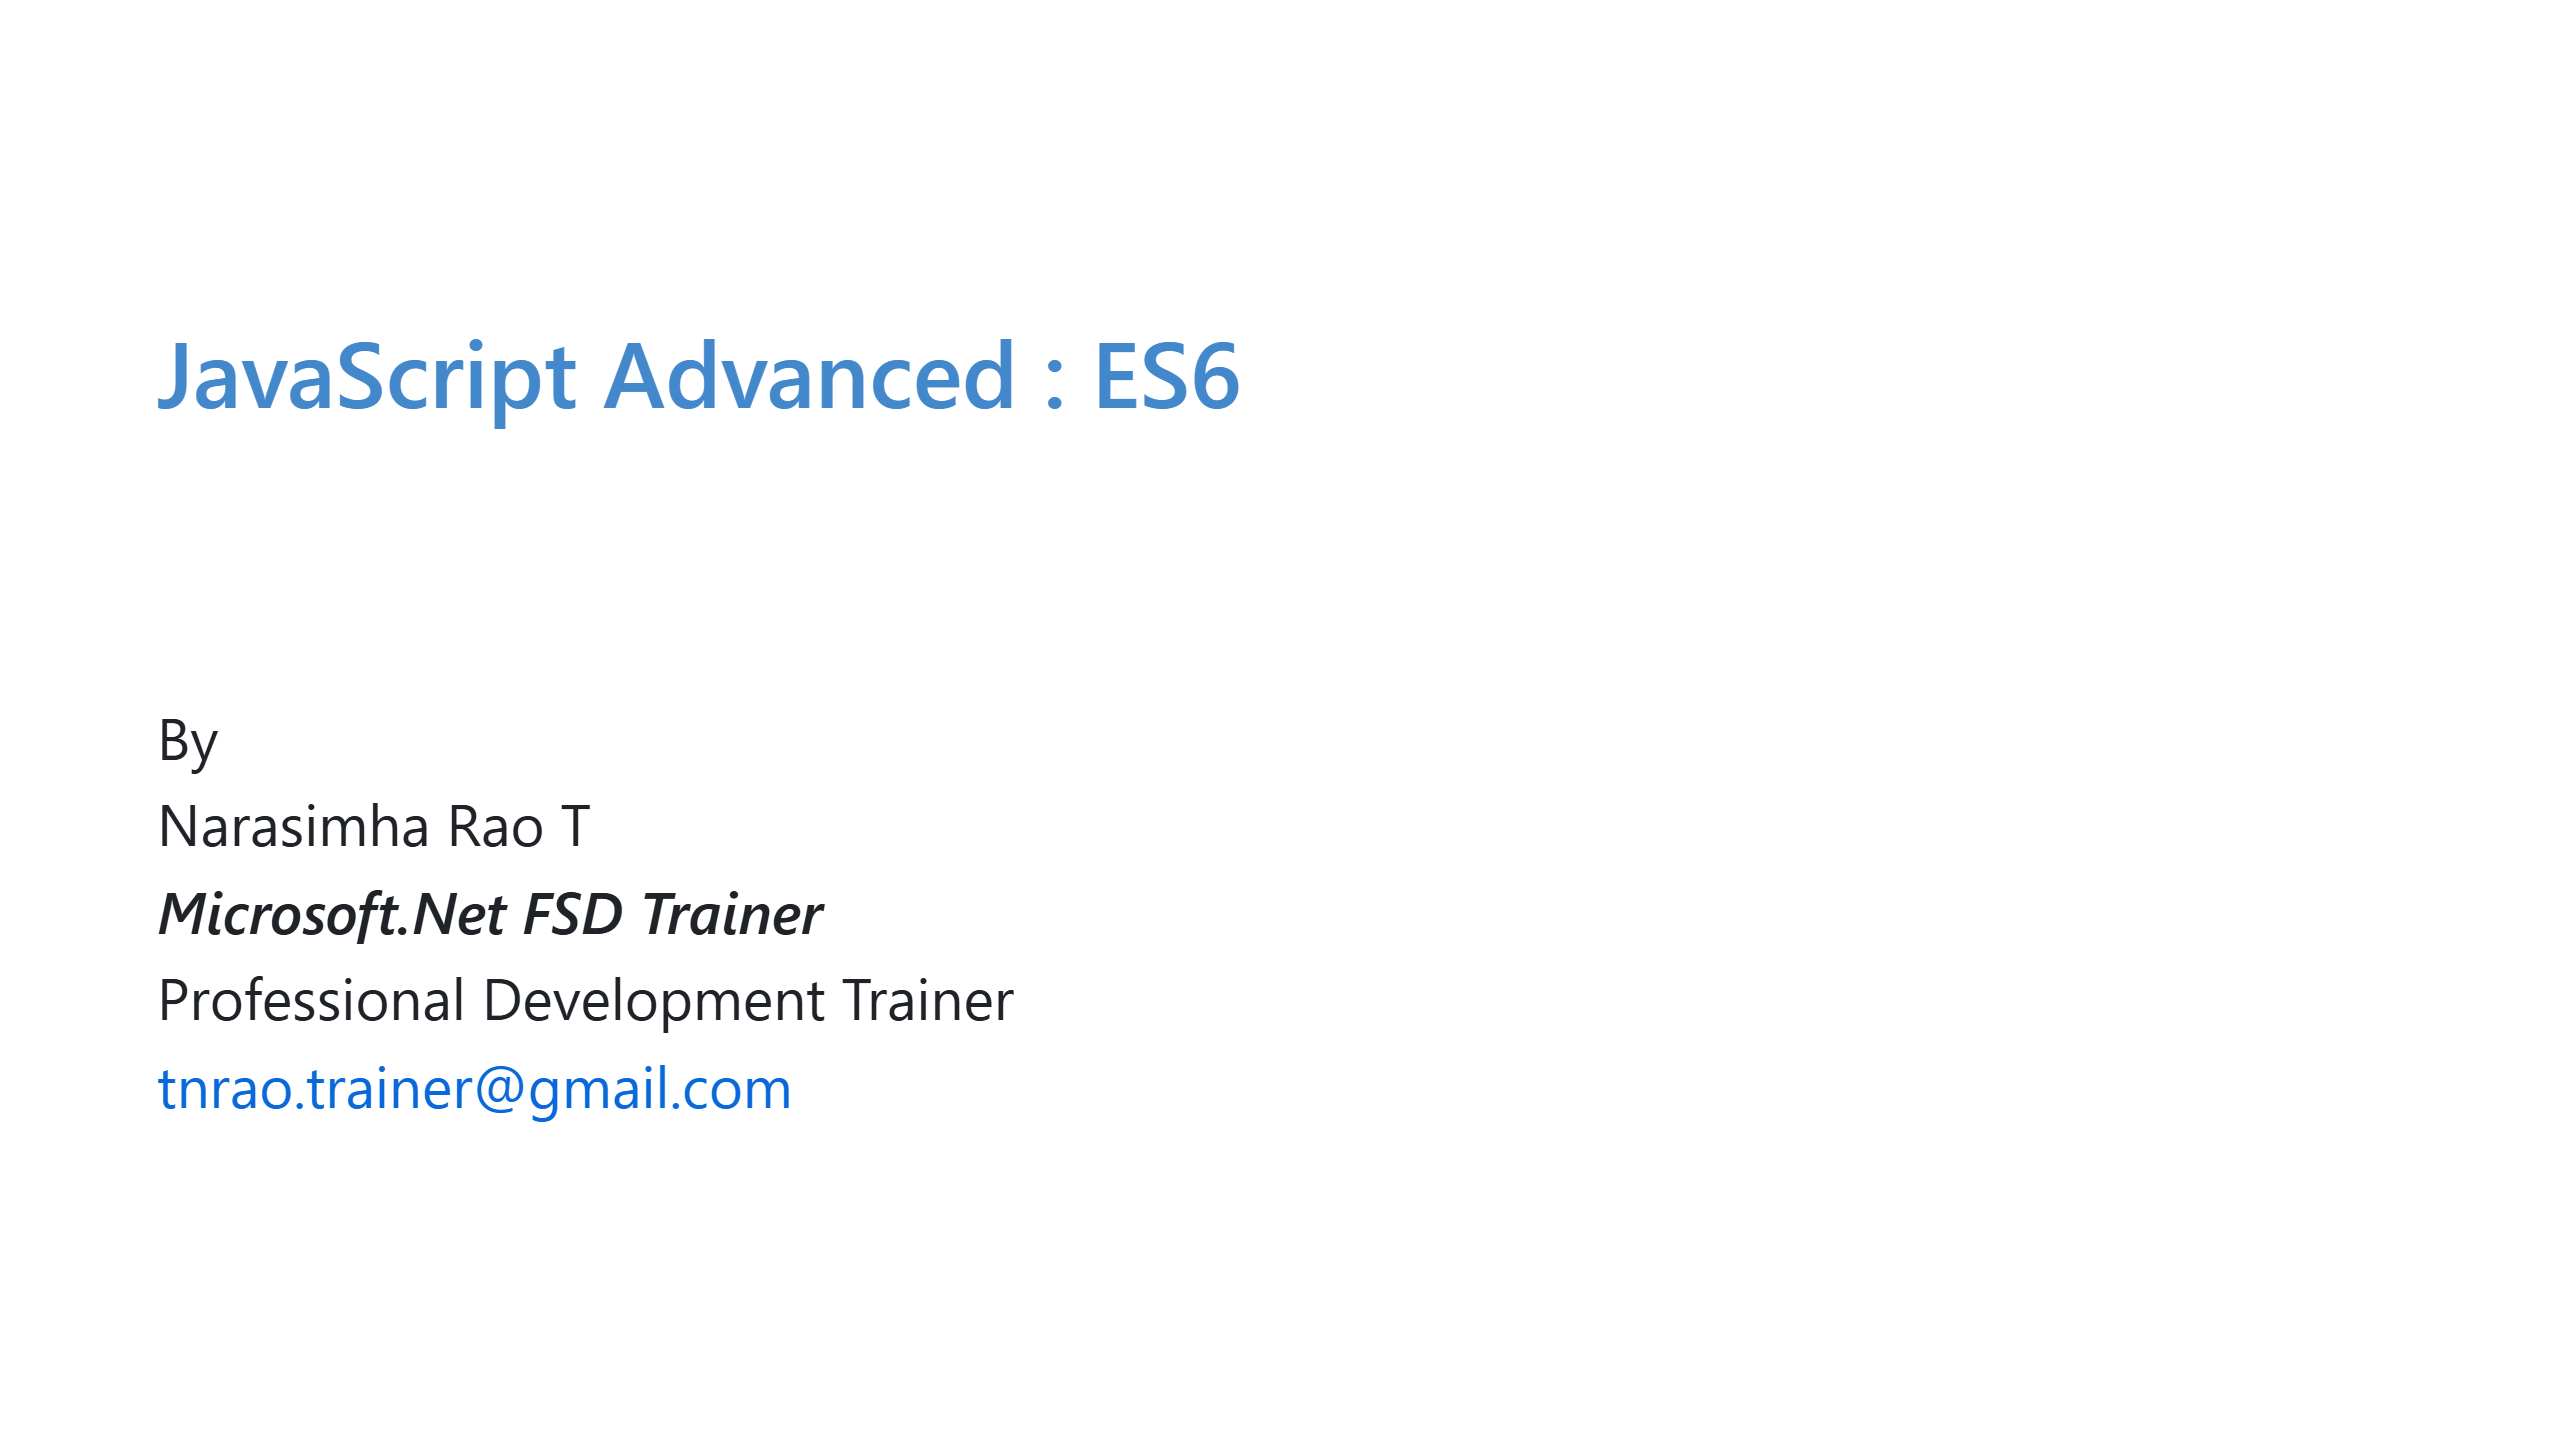 JavaScript Advanced : ES6
By
Narasimha Rao T
Microsoft.Net FSD Trainer
Professional Development Trainer
tnrao.trainer@gmail.com